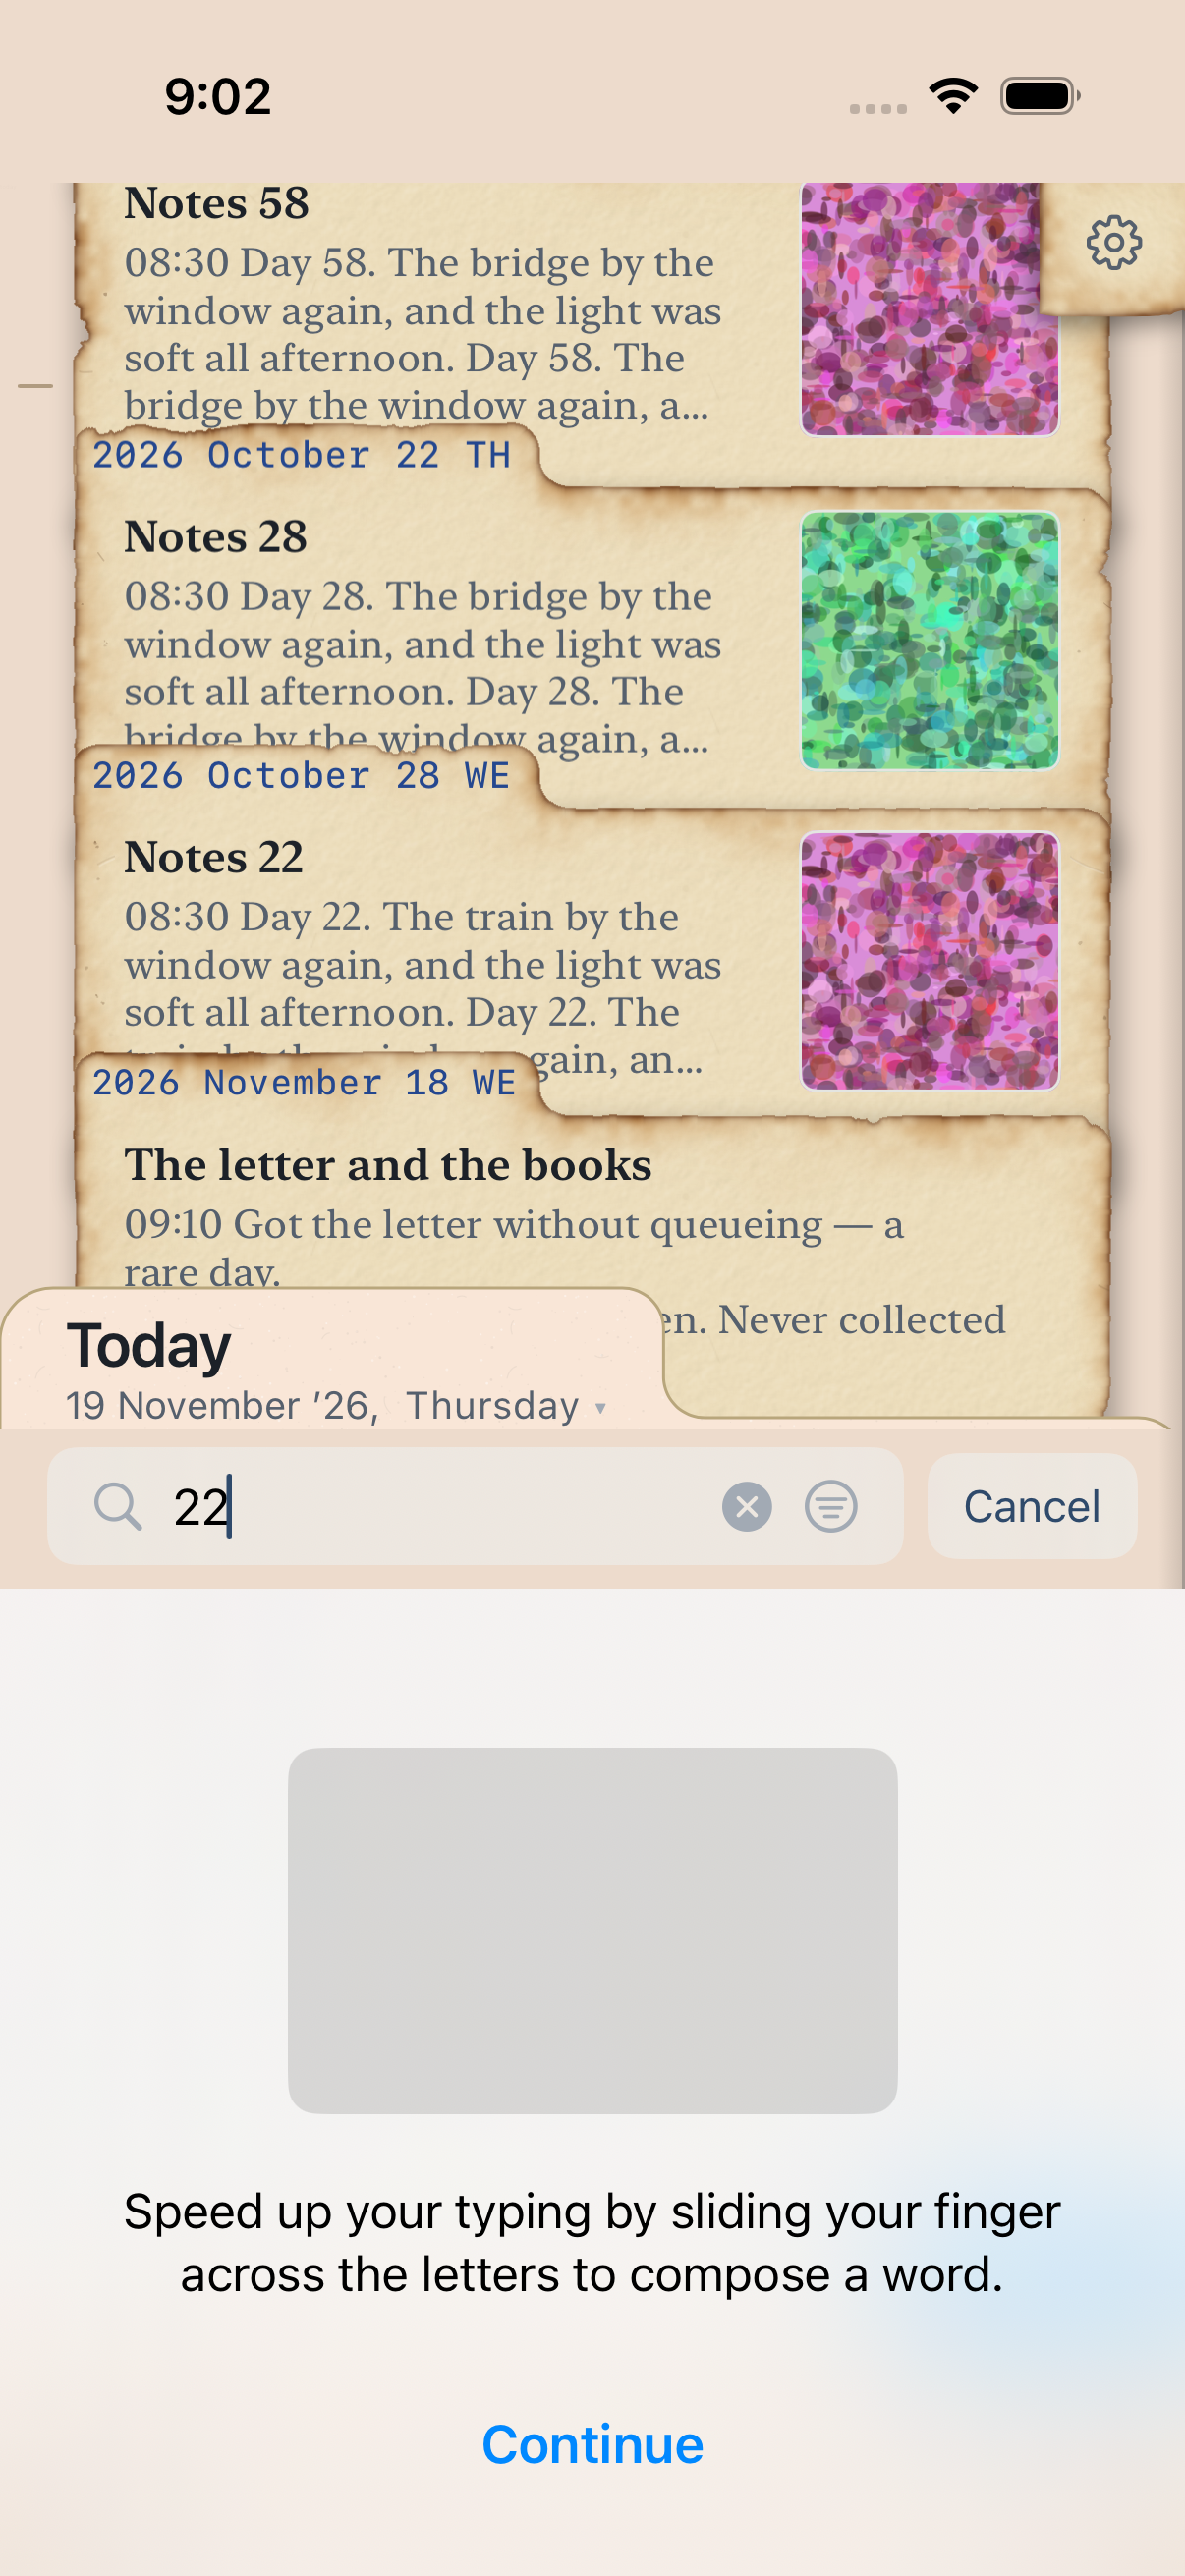 9:02
Notes 58
08:30 Day 58. The bridge by the
window again, and the light was
soft all afternoon. Day 58. The
bridge by the window again, a…
2026 October 22 TH
Notes 28
08:30 Day 28. The bridge by the
window again, and the light was
soft all afternoon. Day 28. The
bridge by the window again, a…
2026 October 28 WE
Notes 22
08:30 Day 22. The train by the
window again, and the light was
soft all afternoon. Day 22. The
gain, an…
2026 November 18 WE
The letter and the books
09:10 Got the letter without queueing — a
rare day.
en. Never collected
Today
19 November ’26, Thursday
22
Cancel
Speed up your typing by sliding your finger
across the letters to compose a word.
Continue